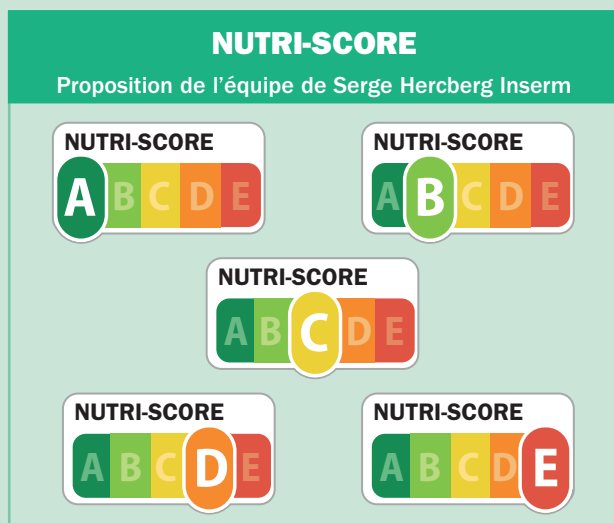 NUTRI-SCORE
Proposition de l'équipe de Serge Hercberg Inserm
NUTRI-SCORE
A B C D E
NUTRI-SCORE
A B C D E
NUTRI-SCORE
A B C D E
NUTRI-SCORE
A B C D E
NUTRI-SCORE
A B C D E